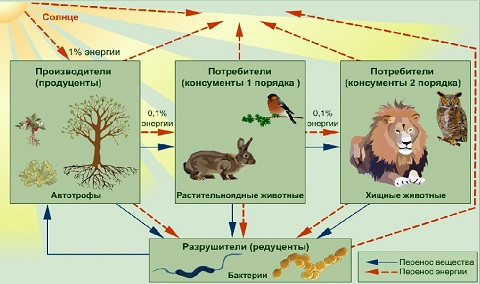 Солнце
1% энергии
Производители
(продуценты)
Автотрофы
0,1%
энергии
Потребители
(консументы 1 порядка )
Растительноядные животные
0,1%
энергии
Потребители
(консументы 2 порядка)
Хищные животные
Разрушители (редуценты)
Бактерии
Перенос вещества
Перенос энергии